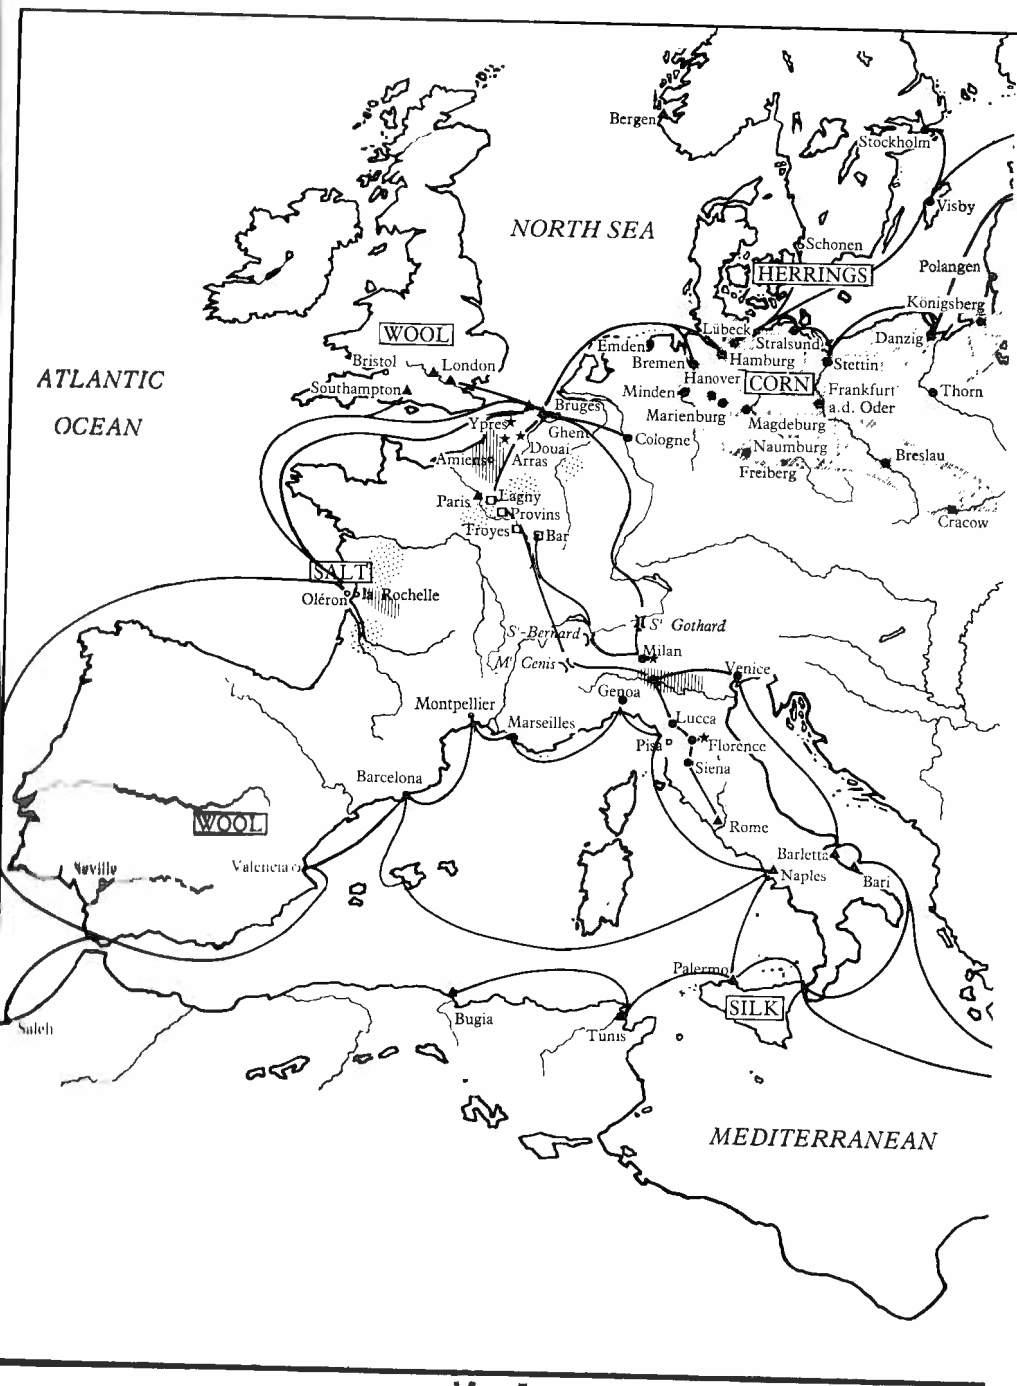 Bergen
Stockholm
Visby
NORTH SEA
Schonen
HERRINGS
Polangen
Königsberg
WOOL
Lübeck
Stralsund
Danzig
Emden
Hamburg
Stettin
Bristol
London
Bremen
ATLANTIC
OCEAN
Hanover
CORN
Southampton
Minden
Frankfurt
a.d. Oder
Thorn
Bruges
Marienburg
Magdeburg
Ypres
Ghent
Cologne
Douai
Naumburg
Amiens
Arras
Freiberg
Breslau
Paris
Lagny
Provins
Cracow
Troyes
Bar
SALT
Oléron
la Rochelle
St Gothard
St-Bernard
Milan
Mt Cenis
Venice
Genoa
Montpellier
Marseilles
Lucca
Pisa
Florence
Siena
Barcelona
WOOL
Rome
Valencia
Barletta
Naples
Bari
Palermo
SILK
Saleh
Bugia
Tunis
MEDITERRANEAN